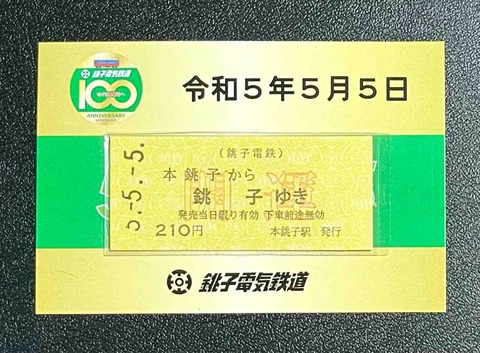 銚子電気鉄道
100
ANNIVERSARY
令和5年5月5日
5.-5.-5.
(銚子電鉄)
本銚子から
銚子ゆき
発売当日限り有効 下車前途無効
210円 本銚子駅 発行
銚子電気鉄道